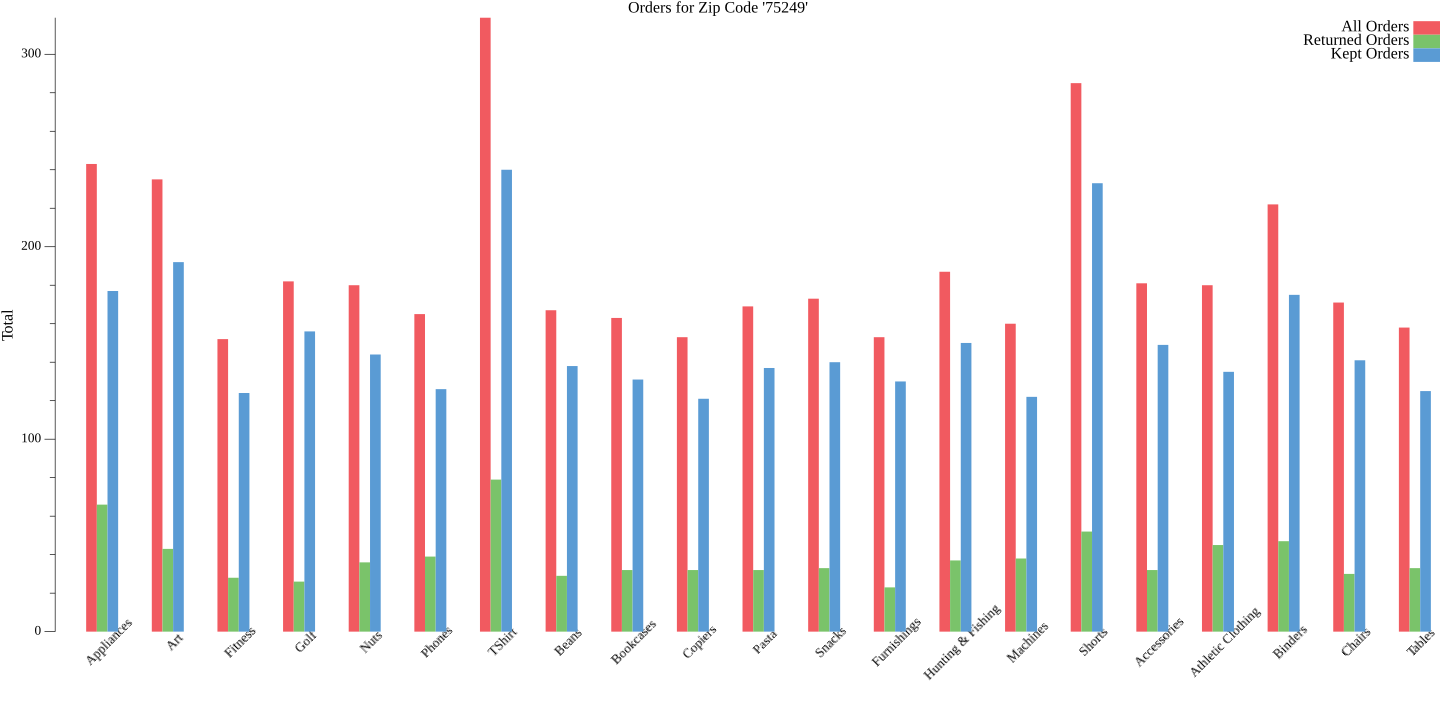 Orders for Zip Code '75249'
All Orders
Returned Orders
Kept Orders
Total
300
200
100
0
Appliances
Art
Fitness
Golf
Nuts
Phones
TShirt
Beans
Bookcases
Copiers
Pasta
Snacks
Furnishings
Hunting & Fishing
Machines
Shorts
Accessories
Athletic Clothing
Binders
Chairs
Tables